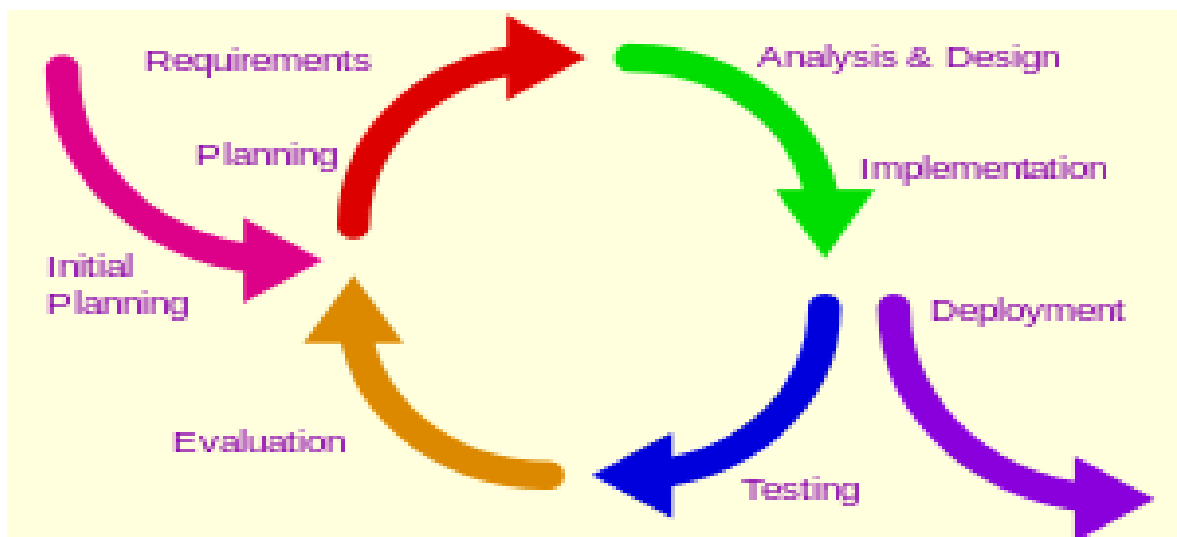 Requirements
Analysis & Design
Planning
Implementation
Initial
Planning
Deployment
Evaluation
Testing